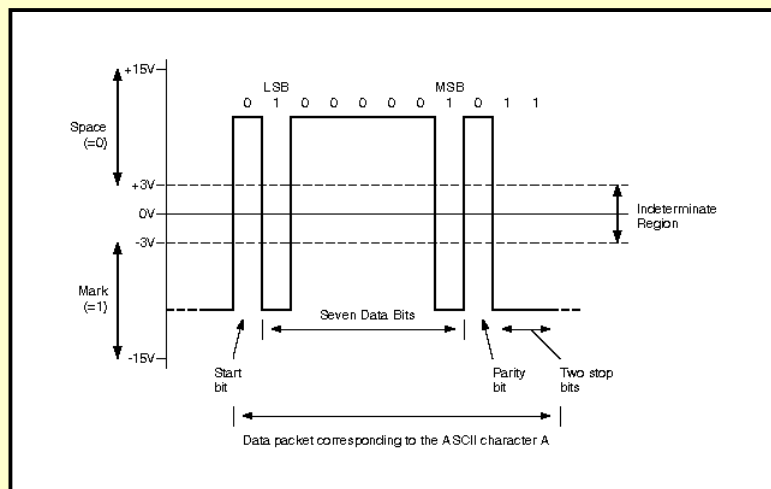 +15V
LSB MSB
0 1 0 0 0 0 0 1 0 1 1
Space
(=0)
+3V
0V
-3V
Indeterminate
Region
Mark
(=1)
Seven Data Bits
-15V
Start
bit
Parity
bit
Two stop
bits
Data packet corresponding to the ASCII character A